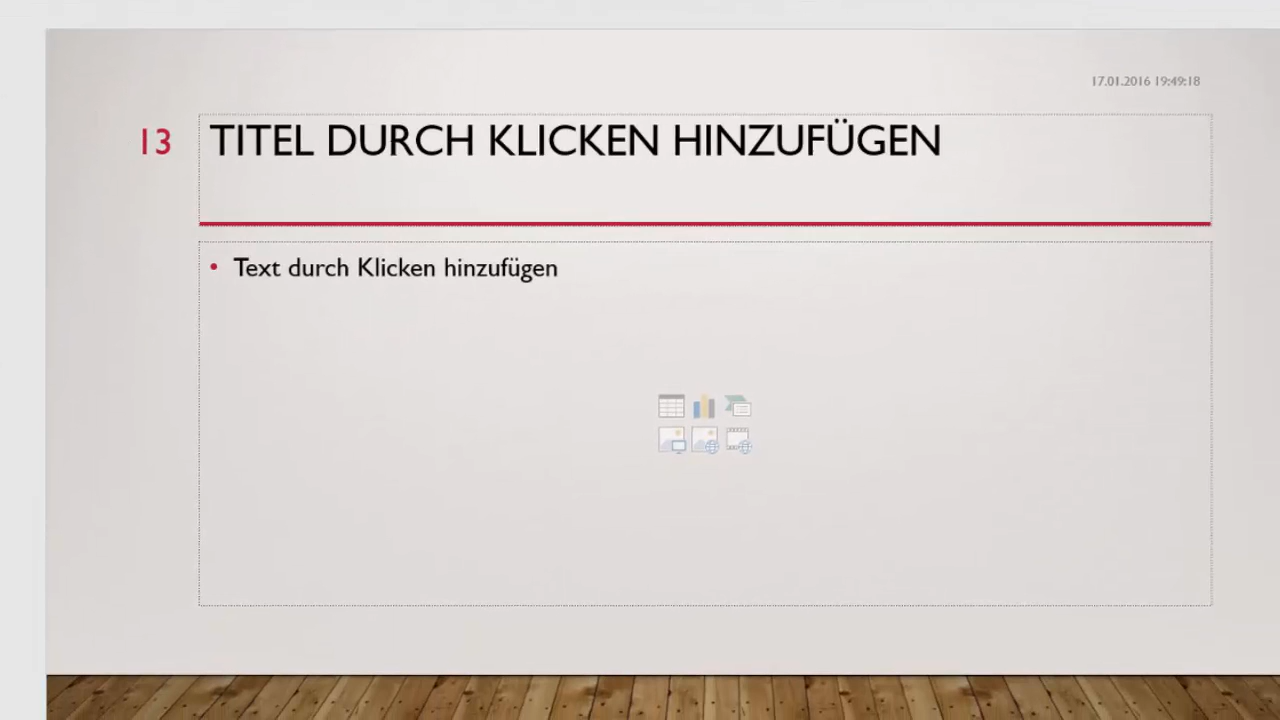 17.01.2016 19:49:18
13
TITEL DURCH KLICKEN HINZUFÜGEN
• Text durch Klicken hinzufügen